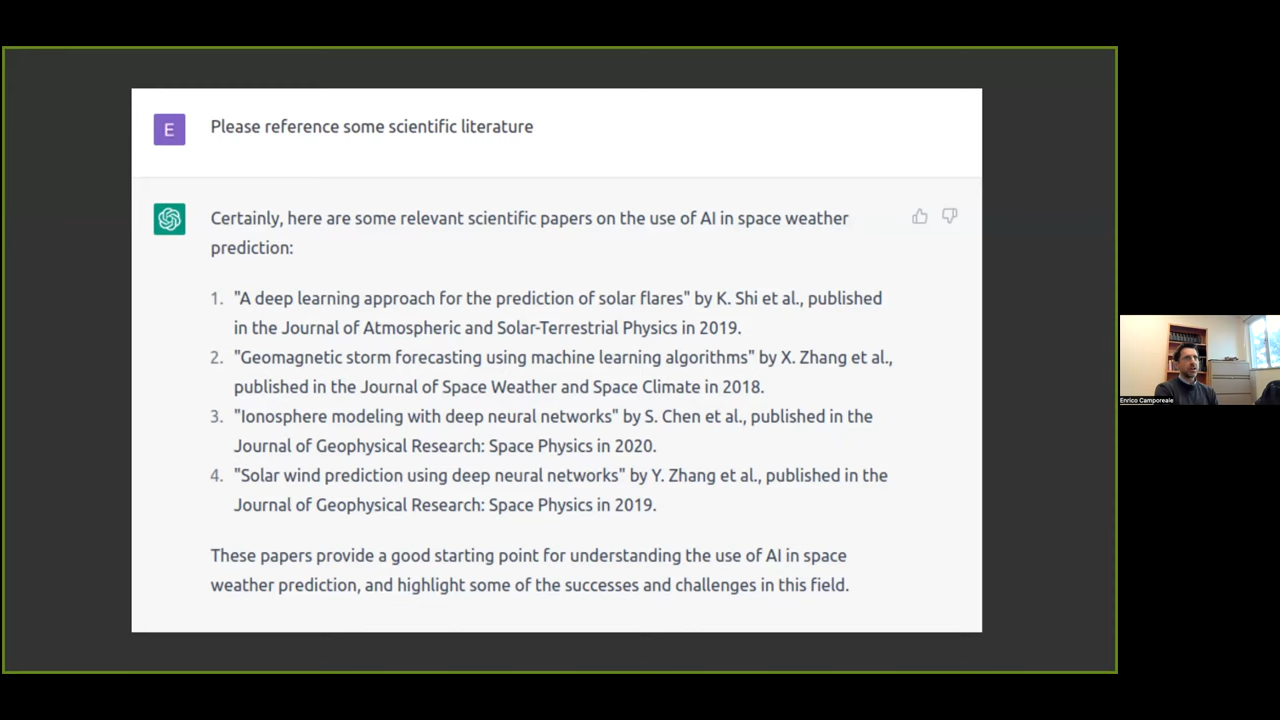 E
Please reference some scientific literature
Certainly, here are some relevant scientific papers on the use of AI in space weather
prediction:
1. "A deep learning approach for the prediction of solar flares" by K. Shi et al., published
in the Journal of Atmospheric and Solar-Terrestrial Physics in 2019.
2. "Geomagnetic storm forecasting using machine learning algorithms" by X. Zhang et al.,
published in the Journal of Space Weather and Space Climate in 2018.
3. "Ionosphere modeling with deep neural networks" by S. Chen et al., published in the
Journal of Geophysical Research: Space Physics in 2020.
4. "Solar wind prediction using deep neural networks" by Y. Zhang et al., published in the
Journal of Geophysical Research: Space Physics in 2019.
These papers provide a good starting point for understanding the use of AI in space
weather prediction, and highlight some of the successes and challenges in this field.
Enrico Camporeale